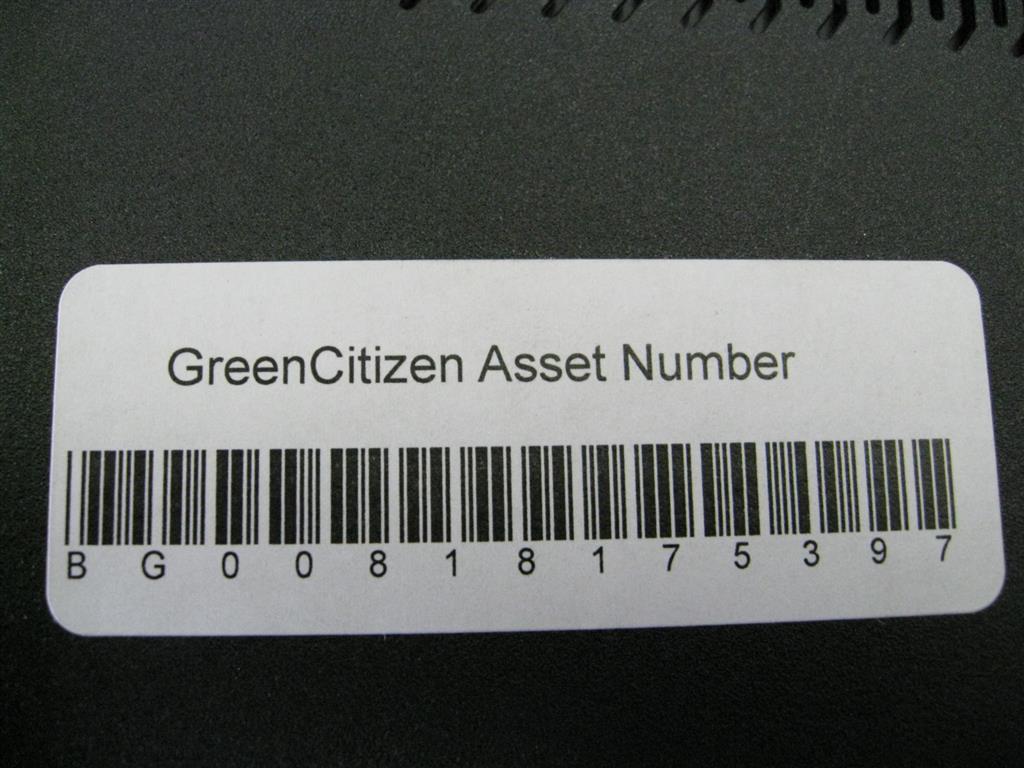 GreenCitizen Asset Number
B G 0 0 8 1 8 1 7 5 3 9 7